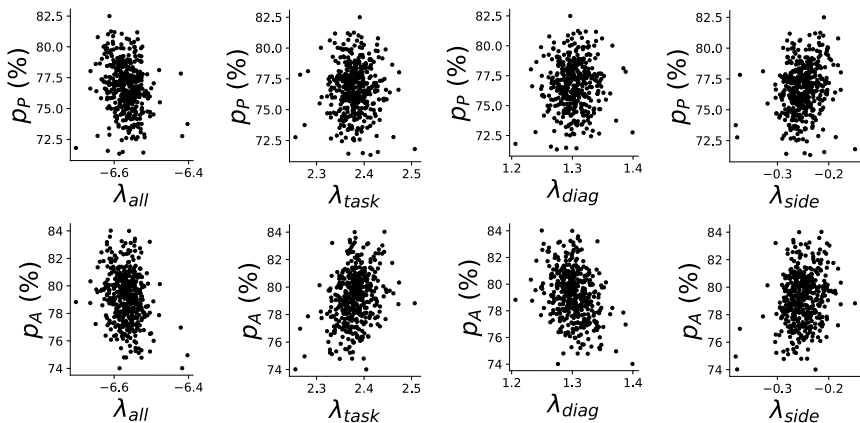 82.5 82.5 82.5 82.5
80.0 80.0 80.0 80.0
77.5 77.5 77.5 77.5
75.0 75.0 75.0 75.0
72.5 72.5 72.5 72.5
p_P (%) p_P (%) p_P (%) p_P (%)
−6.6 −6.4 2.3 2.4 2.5 1.2 1.3 1.4 −0.3 −0.2
λ_all λ_task λ_diag λ_side
84 84 84 84
82 82 82 82
80 80 80 80
78 78 78 78
76 76 76 76
74 74 74 74
p_A (%) p_A (%) p_A (%) p_A (%)
−6.6 −6.4 2.3 2.4 2.5 1.2 1.3 1.4 −0.3 −0.2
λ_all λ_task λ_diag λ_side